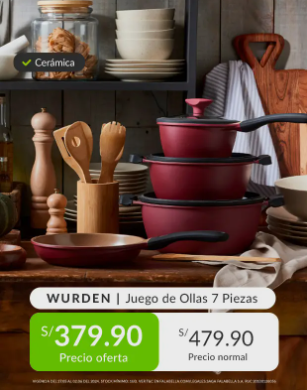 ✓ Cerámica
WURDEN | Juego de Ollas 7 Piezas
S/379.90
Precio oferta
S/479.90
Precio normal